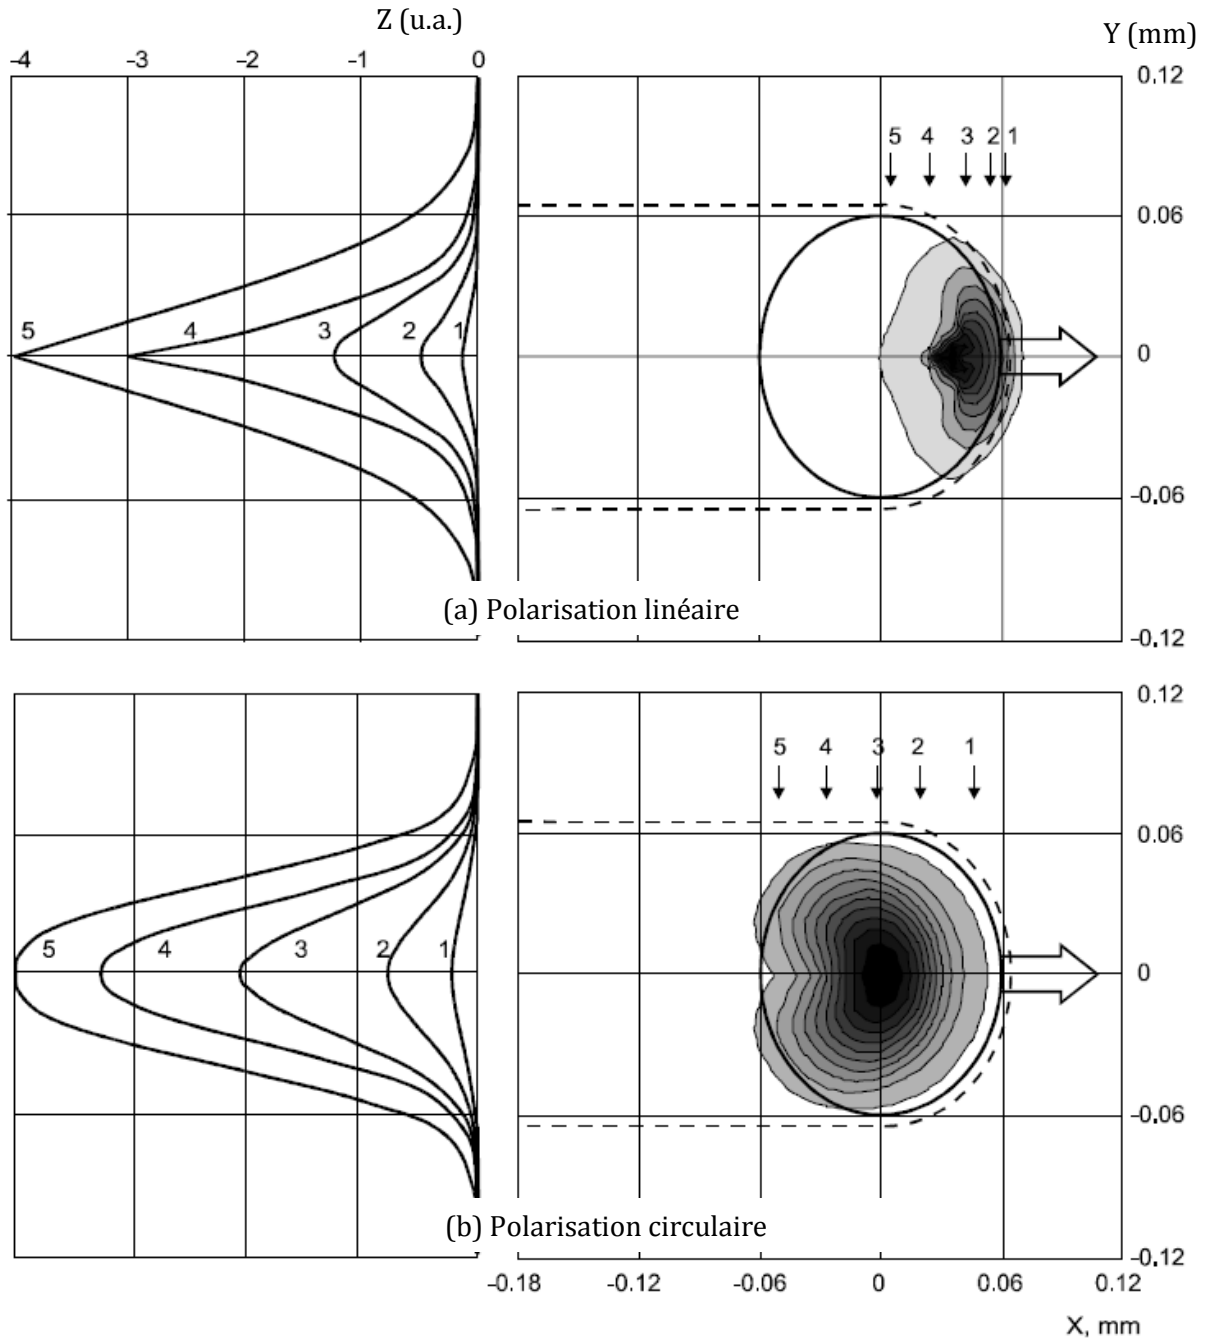 Z (u.a.)
Y (mm)
−4 −3 −2 −1 0
0.12
5 4 3 2 1
0.06
5 4 3 2 1
0
−0.06
(a) Polarisation linéaire
−0.12
0.12
5 4 3 2 1
0.06
5 4 3 2 1
0
−0.06
(b) Polarisation circulaire
−0.12
−0.18 −0.12 −0.06 0 0.06 0.12
X, mm